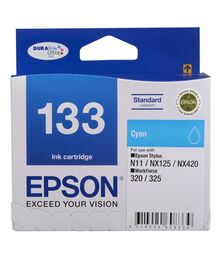 DURABrite
Ultra
133
Ink cartridge
Standard
CAPACITY
Cyan
For use with
Epson Stylus
N11 / NX125 / NX420
WorkForce
320 / 325
EPSON
EXCEED YOUR VISION